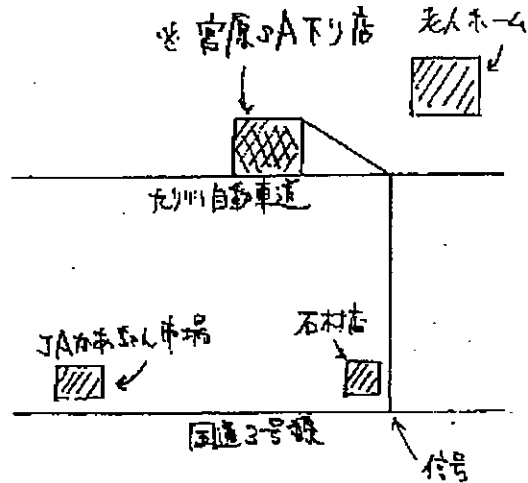 ※ 宮原SA下り店
老人ホーム
九州自動車道
石村店
JAかあちゃん市場
国道3号線
信号